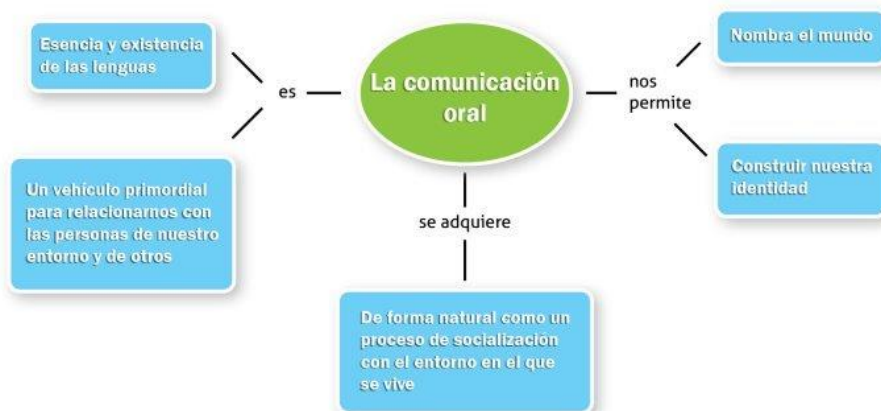 Esencia y existencia
de las lenguas
es
Un vehículo primordial
para relacionarnos con
las personas de nuestro
entorno y de otros
La comunicación
oral
se adquiere
De forma natural como un
proceso de socialización
con el entorno en el que
se vive
nos
permite
Nombra el mundo
Construir nuestra
identidad